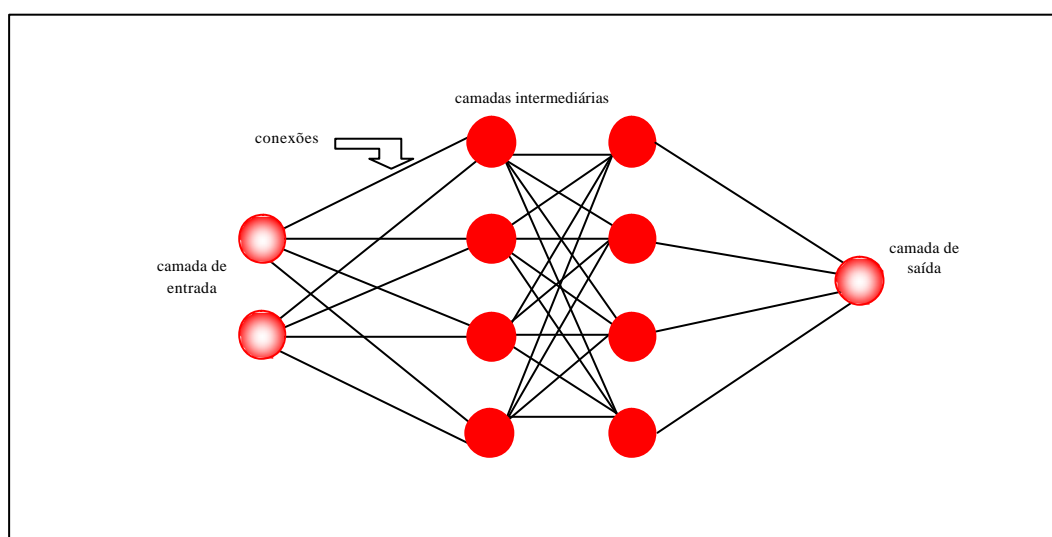 camadas intermediárias
conexões
camada de
entrada
camada de
saída